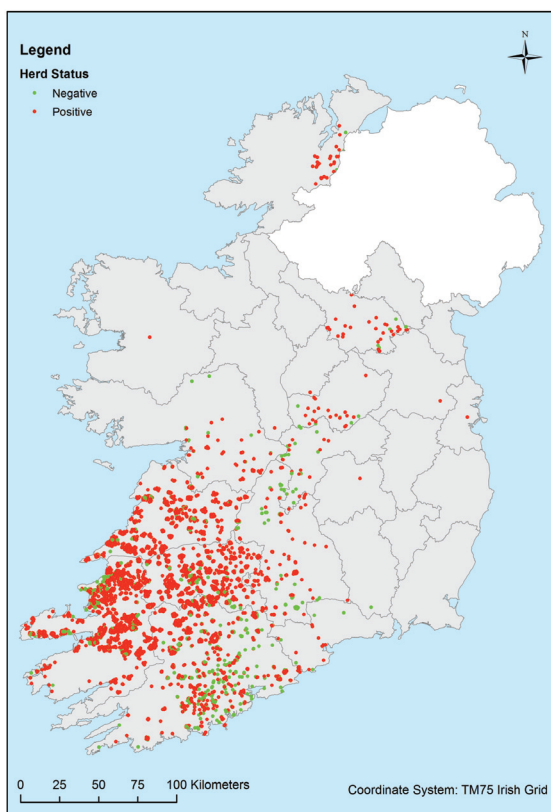 Legend
Herd Status
Negative
Positive
N
0 25 50 75 100 Kilometers
Coordinate System: TM75 Irish Grid